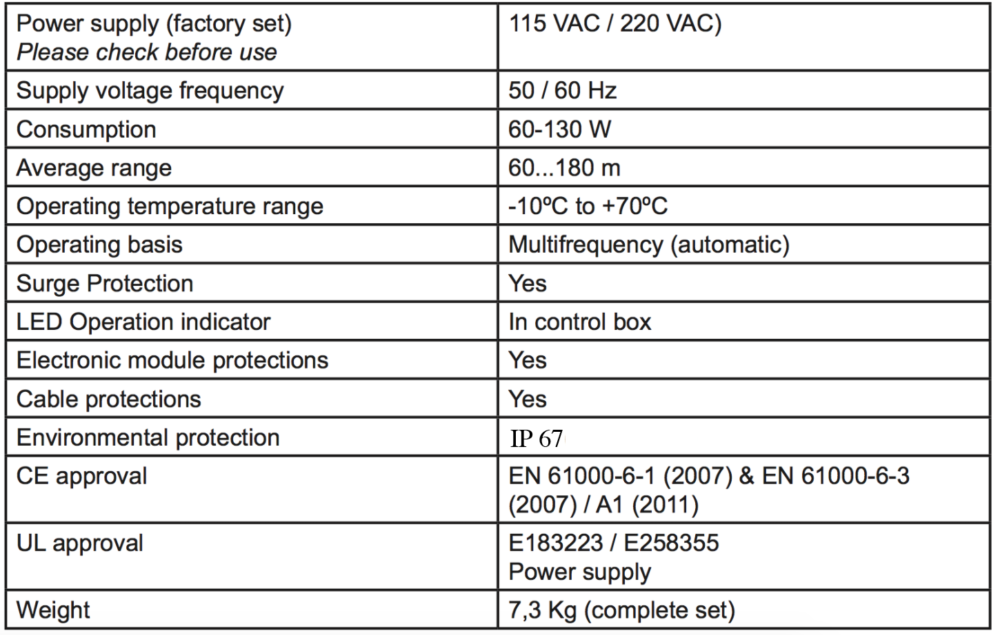 Power supply (factory set) 115 VAC / 220 VAC)
Please check before use
Supply voltage frequency 50 / 60 Hz
Consumption 60-130 W
Average range 60...180 m
Operating temperature range -10ºC to +70ºC
Operating basis Multifrequency (automatic)
Surge Protection Yes
LED Operation indicator In control box
Electronic module protections Yes
Cable protections Yes
Environmental protection IP 67
CE approval EN 61000-6-1 (2007) & EN 61000-6-3
(2007) / A1 (2011)
UL approval E183223 / E258355
Power supply
Weight 7,3 Kg (complete set)